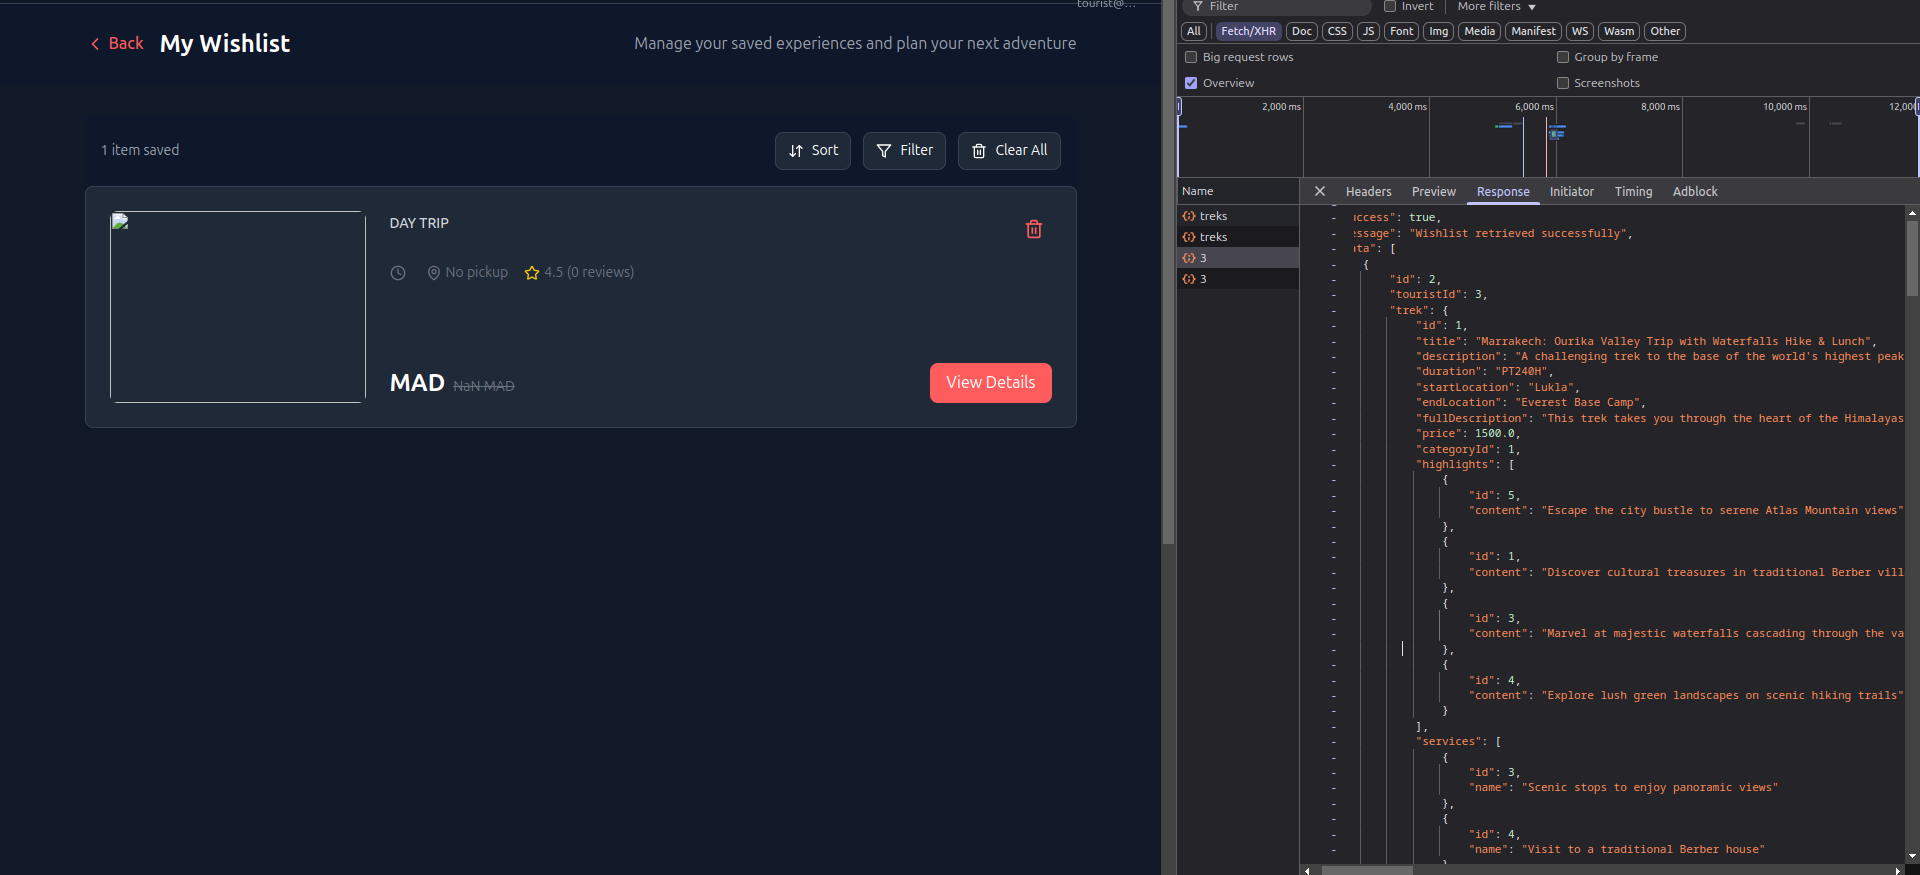 tourist@...
Back My Wishlist
Manage your saved experiences and plan your next adventure
1 item saved
Sort
Filter
Clear All
DAY TRIP
No pickup 4.5 (0 reviews)
MAD NaN MAD
View Details
Filter
Invert
More filters
All Fetch/XHR Doc CSS JS Font Img Media Manifest WS Wasm Other
Big request rows
Group by frame
Overview
Screenshots
2,000 ms 4,000 ms 6,000 ms 8,000 ms 10,000 ms 12,000
Name
treks
treks
3
3
Headers Preview Response Initiator Timing Adblock
uccess": true,
essage": "Wishlist retrieved successfully",
ata": [
{
"id": 2,
"touristId": 3,
"trek": {
"id": 1,
"title": "Marrakech: Ourika Valley Trip with Waterfalls Hike & Lunch",
"description": "A challenging trek to the base of the world's highest peak
"duration": "PT240H",
"startLocation": "Lukla",
"endLocation": "Everest Base Camp",
"fullDescription": "This trek takes you through the heart of the Himalayas
"price": 1500.0,
"categoryId": 1,
"highlights": [
{
"id": 5,
"content": "Escape the city bustle to serene Atlas Mountain views"
},
{
"id": 1,
"content": "Discover cultural treasures in traditional Berber vill
},
{
"id": 3,
"content": "Marvel at majestic waterfalls cascading through the va
},
{
"id": 4,
"content": "Explore lush green landscapes on scenic hiking trails"
}
],
"services": [
{
"id": 3,
"name": "Scenic stops to enjoy panoramic views"
},
{
"id": 4,
"name": "Visit to a traditional Berber house"